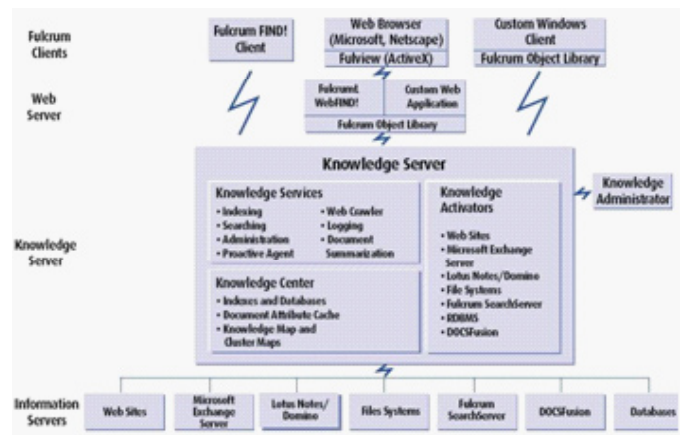 Fulcrum
Clients
Fulcrum FIND!
Client
Web Browser
(Microsoft, Netscape)
Fulview (ActiveX)
Custom Windows
Client
Fulcrum Object Library
Web
Server
Fulcrum
WebFIND!
Custom Web
Application
Fulcrum Object Library
Knowledge
Server
Knowledge Server
Knowledge Services
• Indexing
• Searching
• Administration
• Proactive Agent
• Web Crawler
• Logging
• Document
Summarization
Knowledge Center
• Indexes and Databases
• Document Attribute Cache
• Knowledge Map and
Cluster Maps
Knowledge
Activators
• Web Sites
• Microsoft Exchange
Server
• Lotus Notes/Domino
• File Systems
• Fulcrum SearchServer
• RDBMS
• DOCSFusion
Knowledge
Administrator
Information
Servers
Web Sites
Microsoft
Exchange
Server
Lotus Notes/
Domino
Files Systems
Fulcrum
SearchServer
DOCSFusion
Databases